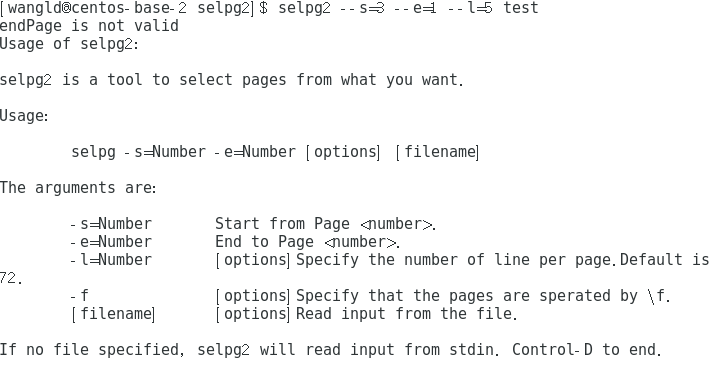 [wangld@centos-base-2 selpg2]$ selpg2 --s=3 --e=1 --l=5 test
endPage is not valid
Usage of selpg2:
selpg2 is a tool to select pages from what you want.
Usage:
selpg -s=Number -e=Number [options] [filename]
The arguments are:
-s=Number Start from Page <number>.
-e=Number End to Page <number>.
-l=Number [options]Specify the number of line per page.Default is
72.
-f [options]Specify that the pages are sperated by \f.
[filename] [options]Read input from the file.
If no file specified, selpg2 will read input from stdin. Control-D to end.